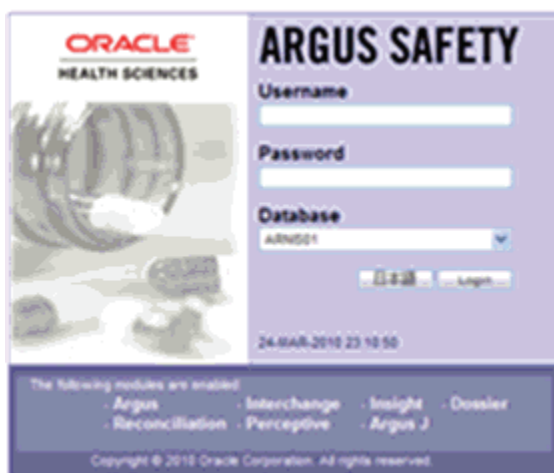 ORACLE
HEALTH SCIENCES
ARGUS SAFETY
Username
Password
Database
ARNS01
日本語 Login
24-MAR-2010 23:10:50
The following modules are enabled
- Argus - Interchange - Insight - Dossier
- Reconciliation - Perceptive - Argus J
Copyright © 2010 Oracle Corporation. All rights reserved.